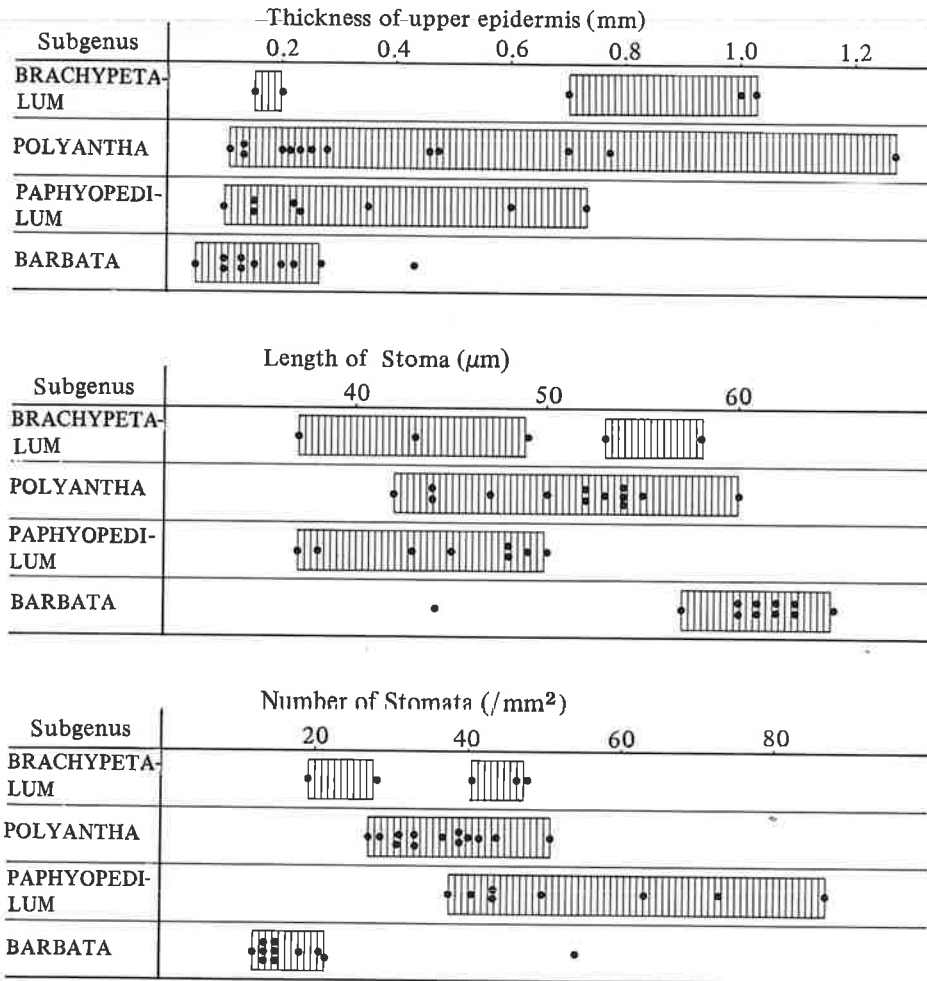 Thickness of upper epidermis (mm)
Subgenus 0.2 0.4 0.6 0.8 1.0 1.2
BRACHYPETA-
LUM
POLYANTHA
PAPHYOPEDI-
LUM
BARBATA
Length of Stoma (μm)
Subgenus 40 50 60
BRACHYPETA-
LUM
POLYANTHA
PAPHYOPEDI-
LUM
BARBATA
Number of Stomata (/mm²)
Subgenus 20 40 60 80
BRACHYPETA-
LUM
POLYANTHA
PAPHYOPEDI-
LUM
BARBATA